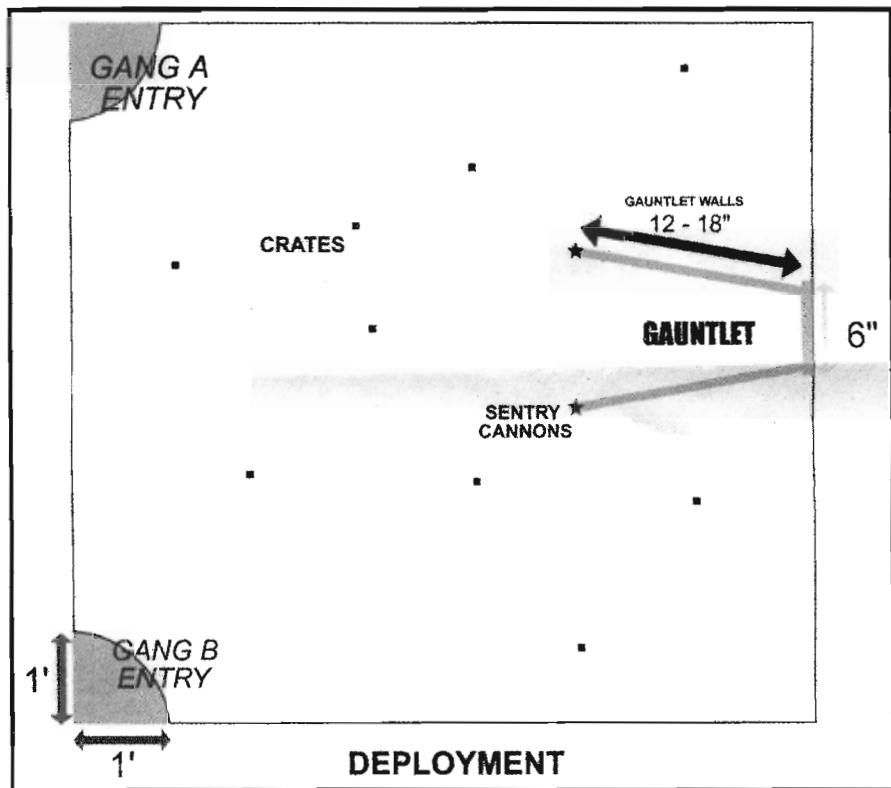 GANG A
ENTRY
GAUNTLET WALLS
12 - 18"
CRATES
GAUNTLET
6"
SENTRY
CANNONS
GANG B
ENTRY
1'
1'
DEPLOYMENT